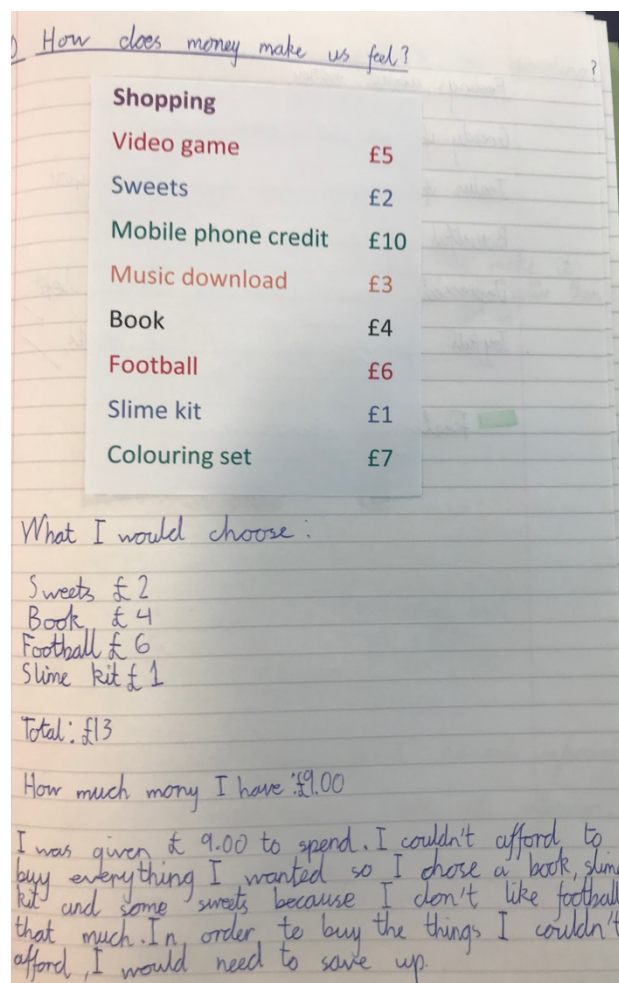 How does money make us feel?
?
Shopping
Video game £5
Sweets £2
Mobile phone credit £10
Music download £3
Book £4
Football £6
Slime kit £1
Colouring set £7
What I would choose:
Sweets £2
Book £4
Football £6
Slime kit £1
Total: £13
How much mony I have: £9.00
I was given £9.00 to spend. I couldn't afford to
buy everything I wanted so I chose a book, slime
kit and some sweets because I don't like football
that much. In order to buy the things I couldn't
afford, I would need to save up.